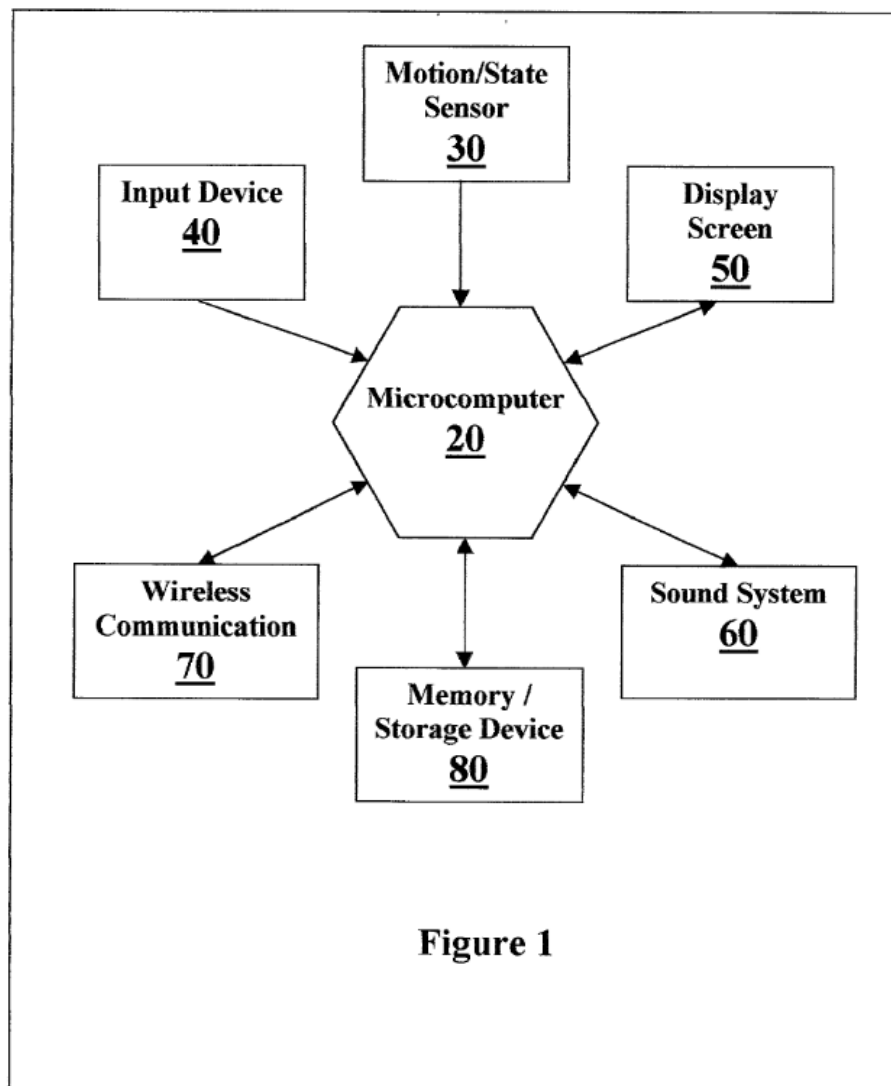 Motion/State
Sensor
30
Input Device
40
Display
Screen
50
Microcomputer
20
Wireless
Communication
70
Sound System
60
Memory /
Storage Device
80
Figure 1